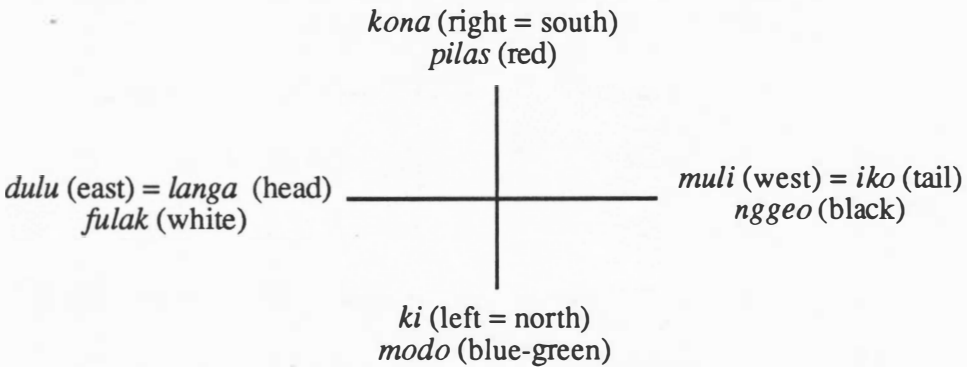 kona (right = south)
pilas (red)
dulu (east) = langa (head)
fulak (white)
muli (west) = iko (tail)
nggeo (black)
ki (left = north)
modo (blue-green)